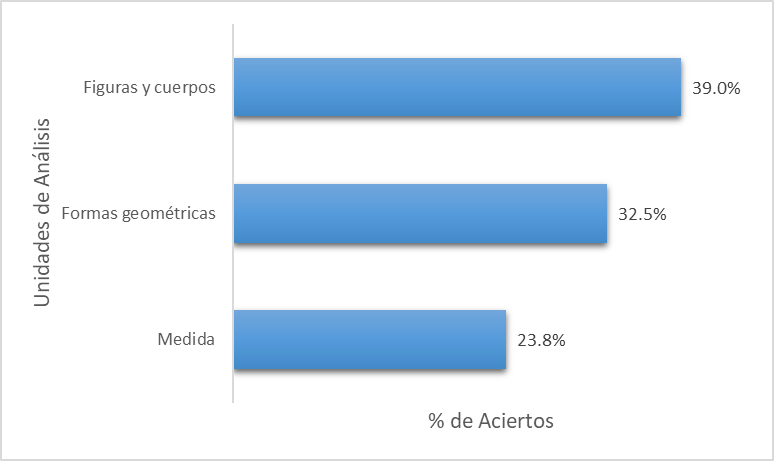 Unidades de Análisis
Figuras y cuerpos
39.0%
Formas geométricas
32.5%
Medida
23.8%
% de Aciertos